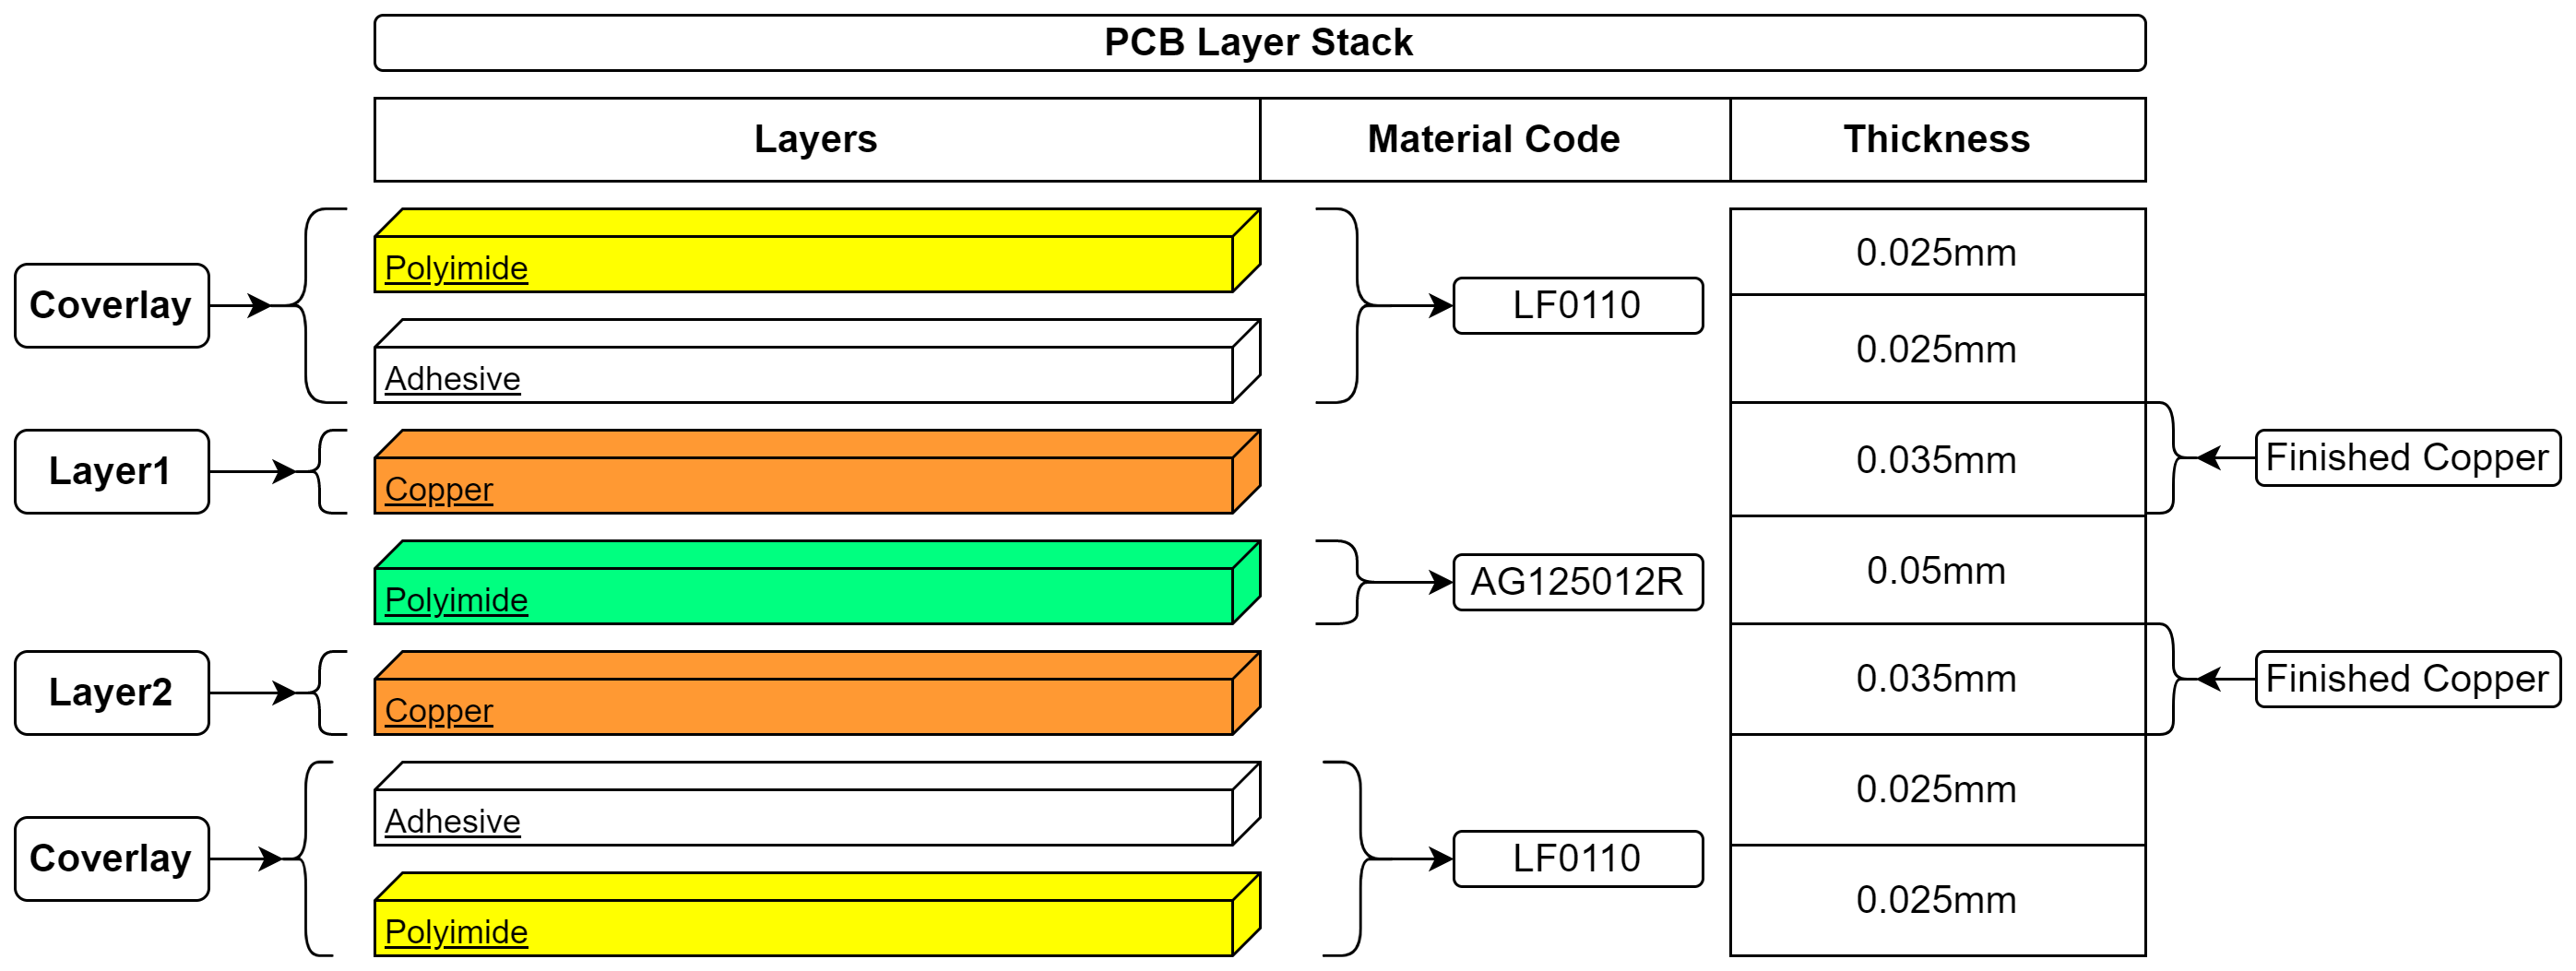 PCB Layer Stack
Layers Material Code Thickness
Polyimide 0.025mm
Coverlay LF0110
Adhesive 0.025mm
Layer1 Copper 0.035mm Finished Copper
Polyimide AG125012R 0.05mm
Layer2 Copper 0.035mm Finished Copper
Adhesive 0.025mm
Coverlay LF0110
Polyimide 0.025mm